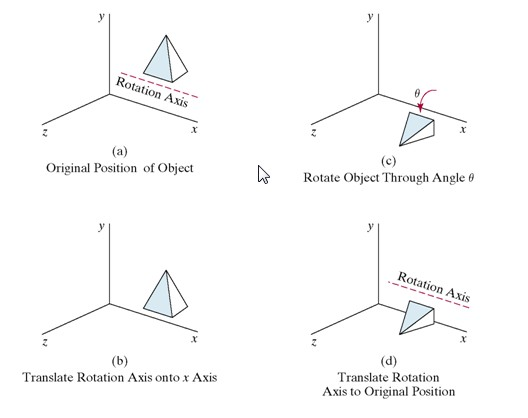 y
Rotation Axis
z
x
(a)
Original Position of Object
y
θ
z
x
(c)
Rotate Object Through Angle θ
y
z
x
(b)
Translate Rotation Axis onto x Axis
y
Rotation Axis
z
x
(d)
Translate Rotation
Axis to Original Position